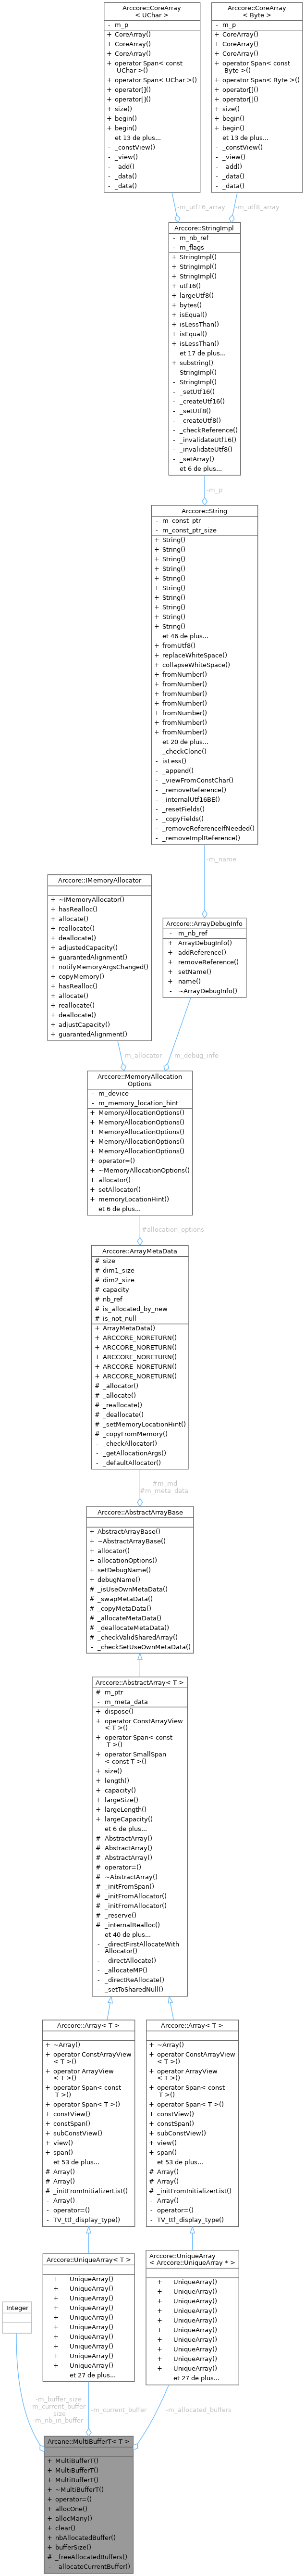 Arccore::CoreArray
< UChar >
- m_p
+ CoreArray()
+ CoreArray()
+ CoreArray()
+ operator Span< const
UChar >()
+ operator Span< UChar >()
+ operator[]()
+ operator[]()
+ size()
+ begin()
+ begin()
et 13 de plus...
- _constView()
- _view()
- _add()
- _data()
- _data()
Arccore::CoreArray
< Byte >
- m_p
+ CoreArray()
+ CoreArray()
+ CoreArray()
+ operator Span< const
Byte >()
+ operator Span< Byte >()
+ operator[]()
+ operator[]()
+ size()
+ begin()
+ begin()
et 13 de plus...
- _constView()
- _view()
- _add()
- _data()
- _data()
-m_utf16_array
-m_utf8_array
Arccore::StringImpl
- m_nb_ref
- m_flags
+ StringImpl()
+ StringImpl()
+ StringImpl()
+ utf16()
+ largeUtf8()
+ bytes()
+ isEqual()
+ isLessThan()
+ isEqual()
+ isLessThan()
et 17 de plus...
+ substring()
- StringImpl()
- StringImpl()
- _setUtf16()
- _createUtf16()
- _setUtf8()
- _createUtf8()
- _checkReference()
- _invalidateUtf16()
- _invalidateUtf8()
- _setArray()
et 6 de plus...
-m_p
Arccore::String
- m_const_ptr
- m_const_ptr_size
+ String()
+ String()
+ String()
+ String()
+ String()
+ String()
+ String()
+ String()
+ String()
+ String()
et 46 de plus...
+ fromUtf8()
+ replaceWhiteSpace()
+ collapseWhiteSpace()
+ fromNumber()
+ fromNumber()
+ fromNumber()
+ fromNumber()
+ fromNumber()
+ fromNumber()
+ fromNumber()
et 20 de plus...
- _checkClone()
- isLess()
- _append()
- _viewFromConstChar()
- _removeReference()
- _internalUtf16BE()
- _resetFields()
- _copyFields()
- _removeReferenceIfNeeded()
- _removeImplReference()
-m_name
Arccore::IMemoryAllocator
+ ~IMemoryAllocator()
+ hasRealloc()
+ allocate()
+ reallocate()
+ deallocate()
+ adjustedCapacity()
+ guarantedAlignment()
+ notifyMemoryArgsChanged()
+ copyMemory()
+ hasRealloc()
+ allocate()
+ reallocate()
+ deallocate()
+ adjustCapacity()
+ guarantedAlignment()
Arccore::ArrayDebugInfo
- m_nb_ref
+ ArrayDebugInfo()
+ addReference()
+ removeReference()
+ setName()
+ name()
- ~ArrayDebugInfo()
-m_allocator
-m_debug_info
Arccore::MemoryAllocation
Options
- m_device
- m_memory_location_hint
+ MemoryAllocationOptions()
+ MemoryAllocationOptions()
+ MemoryAllocationOptions()
+ MemoryAllocationOptions()
+ MemoryAllocationOptions()
+ operator=()
+ ~MemoryAllocationOptions()
+ allocator()
+ setAllocator()
+ memoryLocationHint()
et 6 de plus...
#allocation_options
Arccore::ArrayMetaData
# size
# dim1_size
# dim2_size
# capacity
# nb_ref
# is_allocated_by_new
# is_not_null
+ ArrayMetaData()
+ ARCCORE_NORETURN()
+ ARCCORE_NORETURN()
+ ARCCORE_NORETURN()
+ ARCCORE_NORETURN()
+ ARCCORE_NORETURN()
# _allocator()
# _allocate()
# _reallocate()
# _deallocate()
# _setMemoryLocationHint()
# _copyFromMemory()
- _checkAllocator()
- _getAllocationArgs()
- _defaultAllocator()
#m_md
#m_meta_data
Arccore::AbstractArrayBase
+ AbstractArrayBase()
+ ~AbstractArrayBase()
+ allocator()
+ allocationOptions()
+ setDebugName()
+ debugName()
# _isUseOwnMetaData()
# _swapMetaData()
# _copyMetaData()
# _allocateMetaData()
# _deallocateMetaData()
# _checkValidSharedArray()
- _checkSetUseOwnMetaData()
Arccore::AbstractArray< T >
# m_ptr
- m_meta_data
+ dispose()
+ operator ConstArrayView
< T >()
+ operator Span< const
T >()
+ operator SmallSpan
< const T >()
+ size()
+ length()
+ capacity()
+ largeSize()
+ largeLength()
+ largeCapacity()
et 6 de plus...
# AbstractArray()
# AbstractArray()
# AbstractArray()
# operator=()
# ~AbstractArray()
# _initFromSpan()
# _initFromAllocator()
# _initFromAllocator()
# _reserve()
# _internalRealloc()
et 40 de plus...
- _directFirstAllocateWith
Allocator()
- _directAllocate()
- _allocateMP()
- _directReAllocate()
- _setToSharedNull()
Arccore::Array< T >
+ ~Array()
+ operator ConstArrayView
< T >()
+ operator ArrayView
< T >()
+ operator Span< const
T >()
+ operator Span< T >()
+ constView()
+ constSpan()
+ subConstView()
+ view()
+ span()
et 53 de plus...
# Array()
# Array()
# _initFromInitializerList()
- Array()
- operator=()
- TV_ttf_display_type()
Arccore::Array< T >
+ ~Array()
+ operator ConstArrayView
< T >()
+ operator ArrayView
< T >()
+ operator Span< const
T >()
+ operator Span< T >()
+ constView()
+ constSpan()
+ subConstView()
+ view()
+ span()
et 53 de plus...
# Array()
# Array()
# _initFromInitializerList()
- Array()
- operator=()
- TV_ttf_display_type()
Arccore::UniqueArray< T >
+ UniqueArray()
+ UniqueArray()
+ UniqueArray()
+ UniqueArray()
+ UniqueArray()
+ UniqueArray()
+ UniqueArray()
+ UniqueArray()
+ UniqueArray()
+ UniqueArray()
et 27 de plus...
Arccore::UniqueArray
< Arccore::UniqueArray * >
+ UniqueArray()
+ UniqueArray()
+ UniqueArray()
+ UniqueArray()
+ UniqueArray()
+ UniqueArray()
+ UniqueArray()
+ UniqueArray()
+ UniqueArray()
+ UniqueArray()
et 27 de plus...
Integer
-m_buffer_size
-m_current_buffer
_size
-m_nb_in_buffer
-m_current_buffer
-m_allocated_buffers
Arcane::MultiBufferT< T >
+ MultiBufferT()
+ MultiBufferT()
+ MultiBufferT()
+ ~MultiBufferT()
+ operator=()
+ allocOne()
+ allocMany()
+ clear()
+ nbAllocatedBuffer()
+ bufferSize()
# _freeAllocatedBuffers()
- _allocateCurrentBuffer()